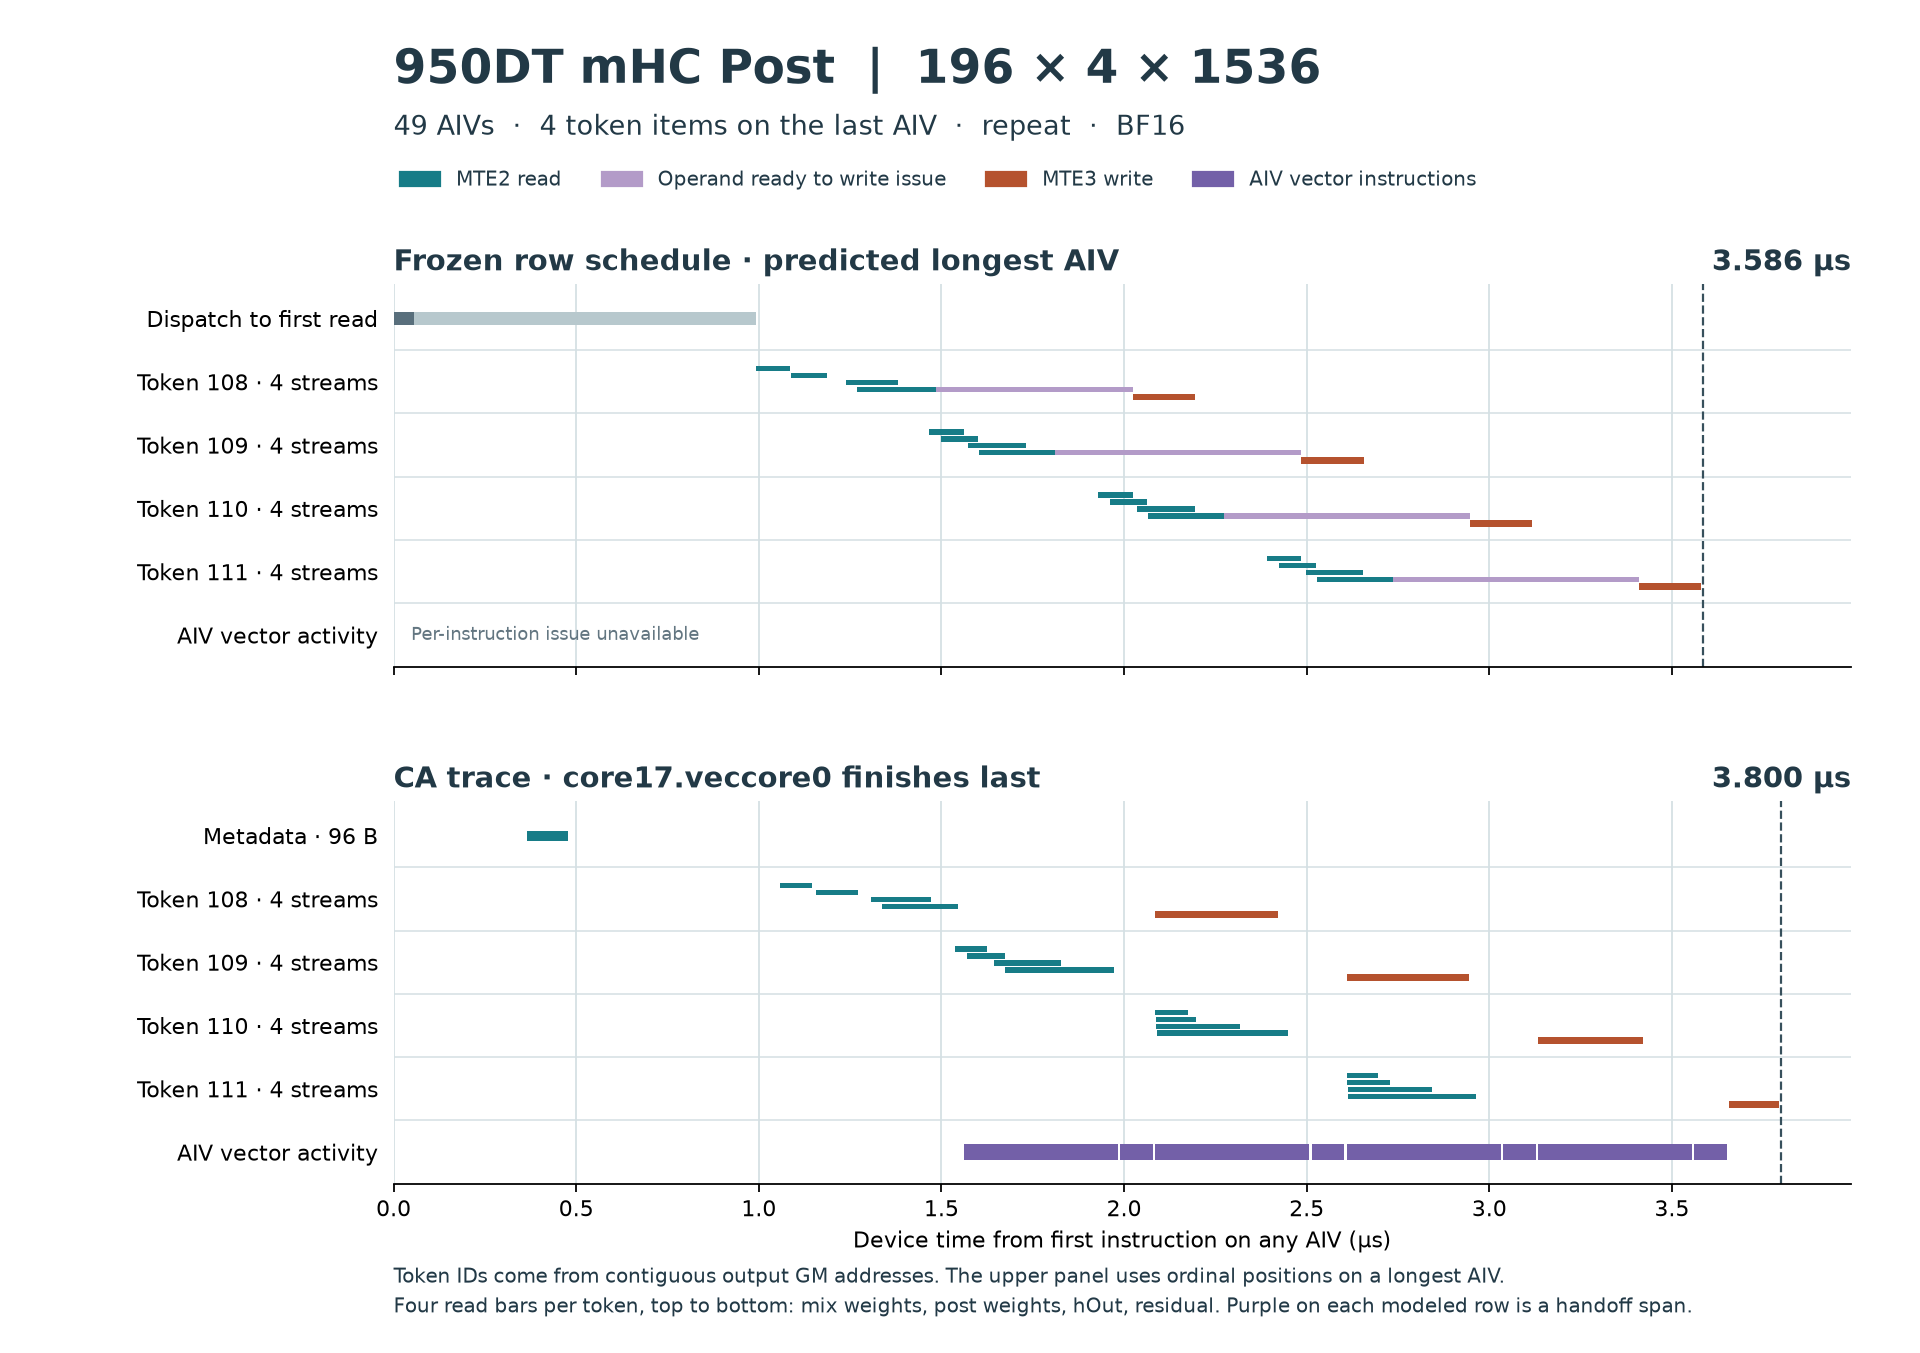 950DT mHC Post | 196 × 4 × 1536
49 AIVs · 4 token items on the last AIV · repeat · BF16
MTE2 read
Operand ready to write issue
MTE3 write
AIV vector instructions
Frozen row schedule · predicted longest AIV
3.586 µs
Dispatch to first read
Token 108 · 4 streams
Token 109 · 4 streams
Token 110 · 4 streams
Token 111 · 4 streams
AIV vector activity
Per-instruction issue unavailable
CA trace · core17.veccore0 finishes last
3.800 µs
Metadata · 96 B
Token 108 · 4 streams
Token 109 · 4 streams
Token 110 · 4 streams
Token 111 · 4 streams
AIV vector activity
0.0 0.5 1.0 1.5 2.0 2.5 3.0 3.5
Device time from first instruction on any AIV (µs)
Token IDs come from contiguous output GM addresses. The upper panel uses ordinal positions on a longest AIV.
Four read bars per token, top to bottom: mix weights, post weights, hOut, residual. Purple on each modeled row is a handoff span.